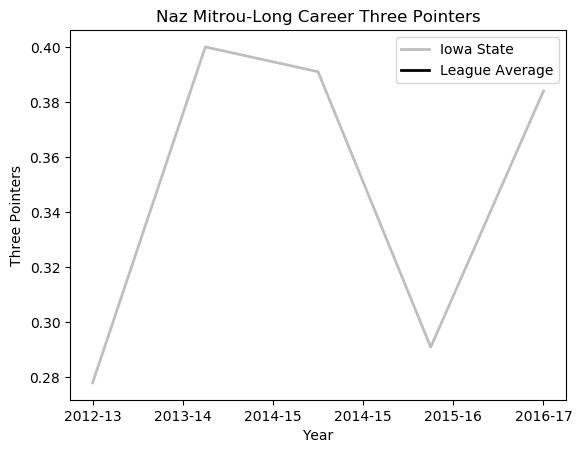 Naz Mitrou-Long Career Three Pointers
Iowa State
League Average
Three Pointers
0.40
0.38
0.36
0.34
0.32
0.30
0.28
2012-13 2013-14 2014-15 2014-15 2015-16 2016-17
Year